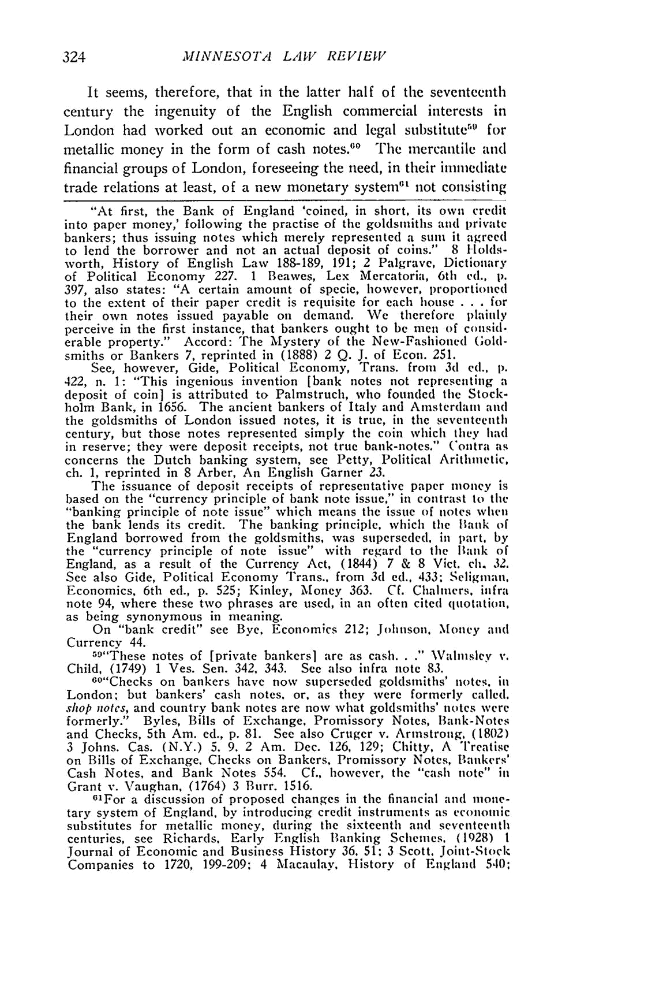 324 MINNESOTA LAW REVIEW
It seems, therefore, that in the latter half of the seventeenth
century the ingenuity of the English commercial interests in
London had worked out an economic and legal substitute⁵⁹ for
metallic money in the form of cash notes.⁶⁰ The mercantile and
financial groups of London, foreseeing the need, in their immediate
trade relations at least, of a new monetary system⁶¹ not consisting
“At first, the Bank of England ‘coined, in short, its own credit
into paper money,’ following the practise of the goldsmiths and private
bankers; thus issuing notes which merely represented a sum it agreed
to lend the borrower and not an actual deposit of coins.” 8 Holds-
worth, History of English Law 188-189, 191; 2 Palgrave, Dictionary
of Political Economy 227. 1 Beawes, Lex Mercatoria, 6th ed., p.
397, also states: “A certain amount of specie, however, proportioned
to the extent of their paper credit is requisite for each house . . . for
their own notes issued payable on demand. We therefore plainly
perceive in the first instance, that bankers ought to be men of consid-
erable property.” Accord: The Mystery of the New-Fashioned Gold-
smiths or Bankers 7, reprinted in (1888) 2 Q. J. of Econ. 251.
See, however, Gide, Political Economy, Trans. from 3d ed., p.
422, n. 1: “This ingenious invention [bank notes not representing a
deposit of coin] is attributed to Palmstruch, who founded the Stock-
holm Bank, in 1656. The ancient bankers of Italy and Amsterdam and
the goldsmiths of London issued notes, it is true, in the seventeenth
century, but those notes represented simply the coin which they had
in reserve; they were deposit receipts, not true bank-notes.” Contra as
concerns the Dutch banking system, see Petty, Political Arithmetic,
ch. 1, reprinted in 8 Arber, An English Garner 23.
The issuance of deposit receipts of representative paper money is
based on the “currency principle of bank note issue,” in contrast to the
“banking principle of note issue” which means the issue of notes when
the bank lends its credit. The banking principle, which the Bank of
England borrowed from the goldsmiths, was superseded, in part, by
the “currency principle of note issue” with regard to the Bank of
England, as a result of the Currency Act, (1844) 7 & 8 Vict. ch. 32.
See also Gide, Political Economy Trans., from 3d ed., 433; Seligman,
Economics, 6th ed., p. 525; Kinley, Money 363. Cf. Chalmers, infra
note 94, where these two phrases are used, in an often cited quotation,
as being synonymous in meaning.
On “bank credit” see Bye, Economics 212; Johnson, Money and
Currency 44.
⁵⁹“These notes of [private bankers] are as cash. . .” Walmsley v.
Child, (1749) 1 Ves. Sen. 342, 343. See also infra note 83.
⁶⁰“Checks on bankers have now superseded goldsmiths’ notes, in
London; but bankers’ cash notes, or, as they were formerly called,
shop notes, and country bank notes are now what goldsmiths’ notes were
formerly.” Byles, Bills of Exchange, Promissory Notes, Bank-Notes
and Checks, 5th Am. ed., p. 81. See also Cruger v. Armstrong, (1802)
3 Johns. Cas. (N.Y.) 5, 9, 2 Am. Dec. 126, 129; Chitty, A Treatise
on Bills of Exchange, Checks on Bankers, Promissory Notes, Bankers’
Cash Notes, and Bank Notes 554. Cf., however, the “cash note” in
Grant v. Vaughan, (1764) 3 Burr. 1516.
⁶¹For a discussion of proposed changes in the financial and mone-
tary system of England, by introducing credit instruments as economic
substitutes for metallic money, during the sixteenth and seventeenth
centuries, see Richards, Early English Banking Schemes, (1928) 1
Journal of Economic and Business History 36, 51; 3 Scott, Joint-Stock
Companies to 1720, 199-209; 4 Macaulay, History of England 540;